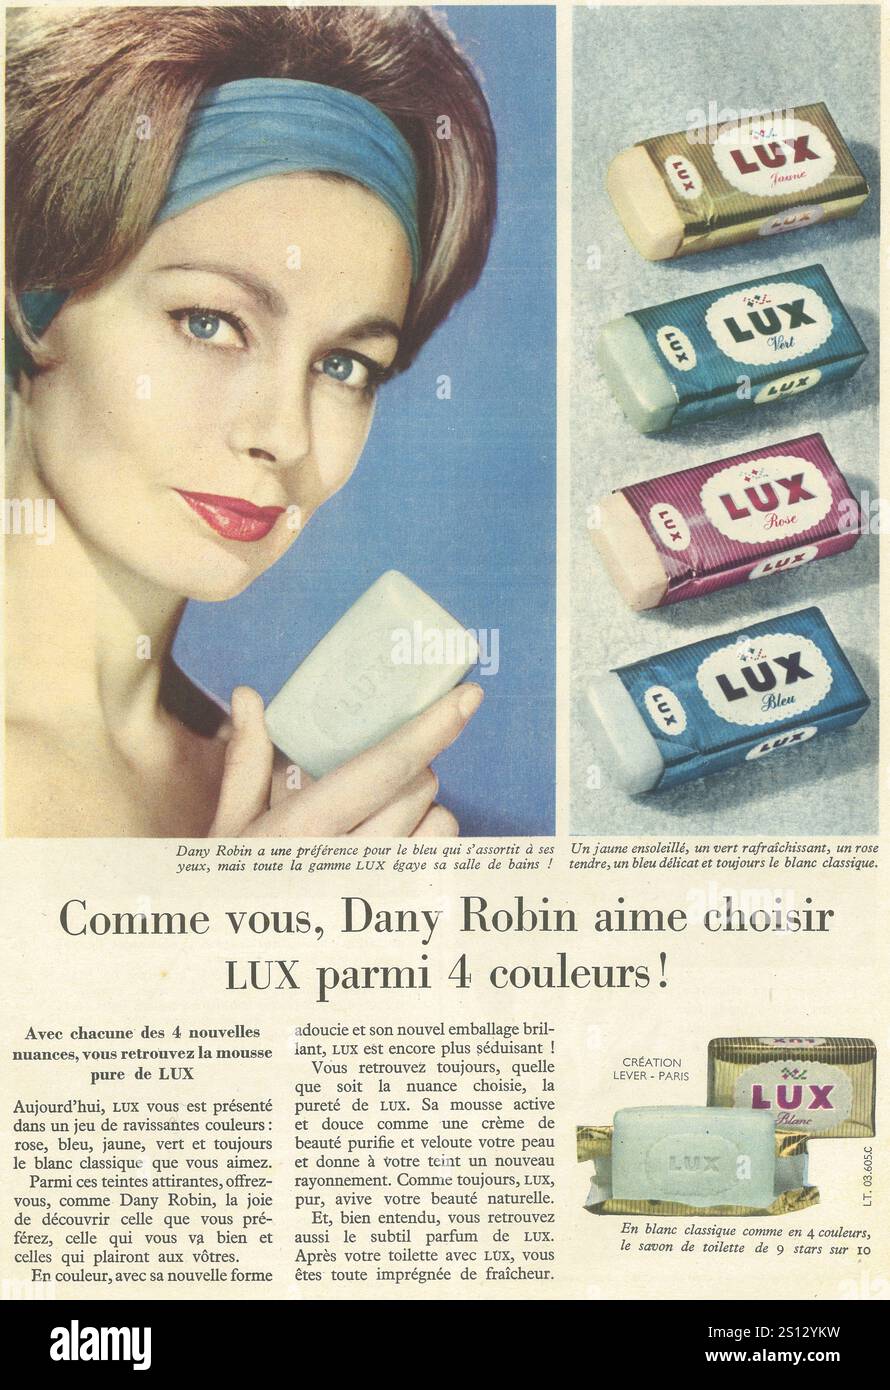 LUX
LUX
Jaune
LUX
LUX
LUX
Vert
LUX
LUX
LUX
Rose
LUX
LUX
LUX
Bleu
LUX
Dany Robin a une préférence pour le bleu qui s'assortit à ses
yeux, mais toute la gamme LUX égaye sa salle de bains !
Un jaune ensoleillé, un vert rafraîchissant, un rose
tendre, un bleu délicat et toujours le blanc classique.
Comme vous, Dany Robin aime choisir
LUX parmi 4 couleurs !
Avec chacune des 4 nouvelles
nuances, vous retrouvez la mousse
pure de LUX
Aujourd'hui, LUX vous est présenté
dans un jeu de ravissantes couleurs :
rose, bleu, jaune, vert et toujours
le blanc classique que vous aimez.
Parmi ces teintes attirantes, offrez-
vous, comme Dany Robin, la joie
de découvrir celle que vous pré-
férez, celle qui vous va bien et
celles qui plairont aux vôtres.
En couleur, avec sa nouvelle forme
adoucie et son nouvel emballage bril-
lant, LUX est encore plus séduisant !
Vous retrouvez toujours, quelle
que soit la nuance choisie, la
pureté de LUX. Sa mousse active
et douce comme une crème de
beauté purifie et veloute votre peau
et donne à votre teint un nouveau
rayonnement. Comme toujours, LUX,
pur, avive votre beauté naturelle.
Et, bien entendu, vous retrouvez
aussi le subtil parfum de LUX.
Après votre toilette avec LUX, vous
êtes toute imprégnée de fraîcheur.
CRÉATION
LEVER - PARIS
LUX
LUX
Blanc
LUX
LT. 03.605.C
En blanc classique comme en 4 couleurs,
le savon de toilette de 9 stars sur 10
alamy
Image ID: 2S12YKW
www.alamy.com